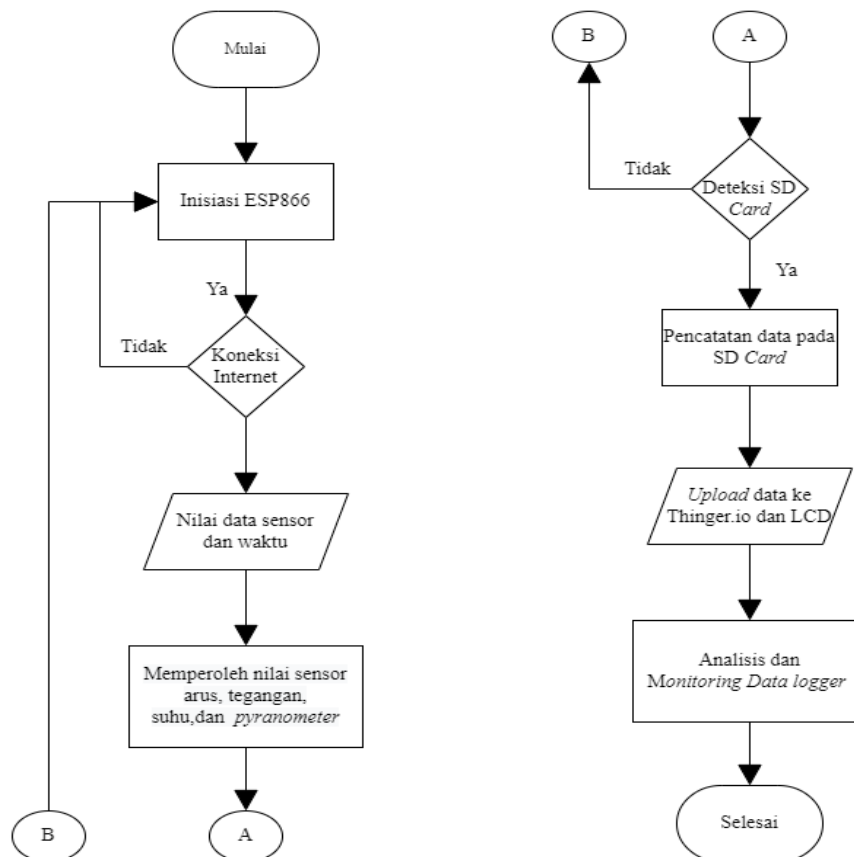 Mulai
Inisiasi ESP866
Ya
Tidak
Koneksi
Internet
Nilai data sensor
dan waktu
Memperoleh nilai sensor
arus, tegangan,
suhu,dan pyranometer
B
A
B
A
Tidak
Deteksi SD
Card
Ya
Pencatatan data pada
SD Card
Upload data ke
Thinger.io dan LCD
Analisis dan
Monitoring Data logger
Selesai